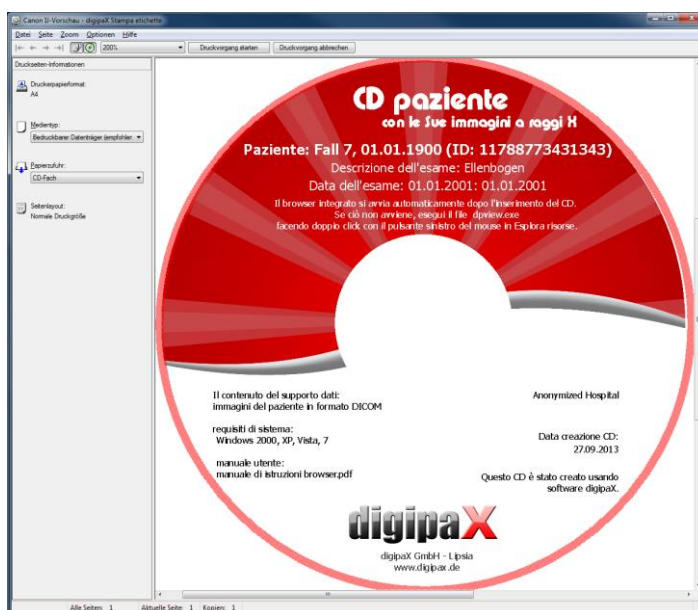 Canon IJ-Vorschau - digipaX Stampa etichette
Datei Seite Zoom Optionen Hilfe
200% Druckvorgang starten Druckvorgang abbrechen
Druckseiten-Informationen
Druckerpapierformat:
A4
Medientyp:
Bedruckbarer Datenträger (empfohlen
Papierzufuhr:
CD-Fach
Seitenlayout:
Normale Druckgröße
CD paziente
con le Sue immagini a raggi X
Paziente: Fall 7, 01.01.1900 (ID: 11788773431343)
Descrizione dell'esame: Ellenbogen
Data dell'esame: 01.01.2001: 01.01.2001
Il browser integrato si avvia automaticamente dopo l'inserimento del CD.
Se ciò non avviene, esegui il file dpview.exe
facendo doppio click con il pulsante sinistro del mouse in Esplora risorse.
Il contenuto del supporto dati:
immagini del paziente in formato DICOM
requisiti di sistema:
Windows 2000, XP, Vista, 7
manuale utente:
manuale di istruzioni browser.pdf
Anonymized Hospital
Data creazione CD:
27.09.2013
Questo CD è stato creato usando
software digipaX.
digipaX
digipaX GmbH - Lipsia
www.digipax.de
Alle Seiten: 1 Aktuelle Seite: 1 Kopien: 1